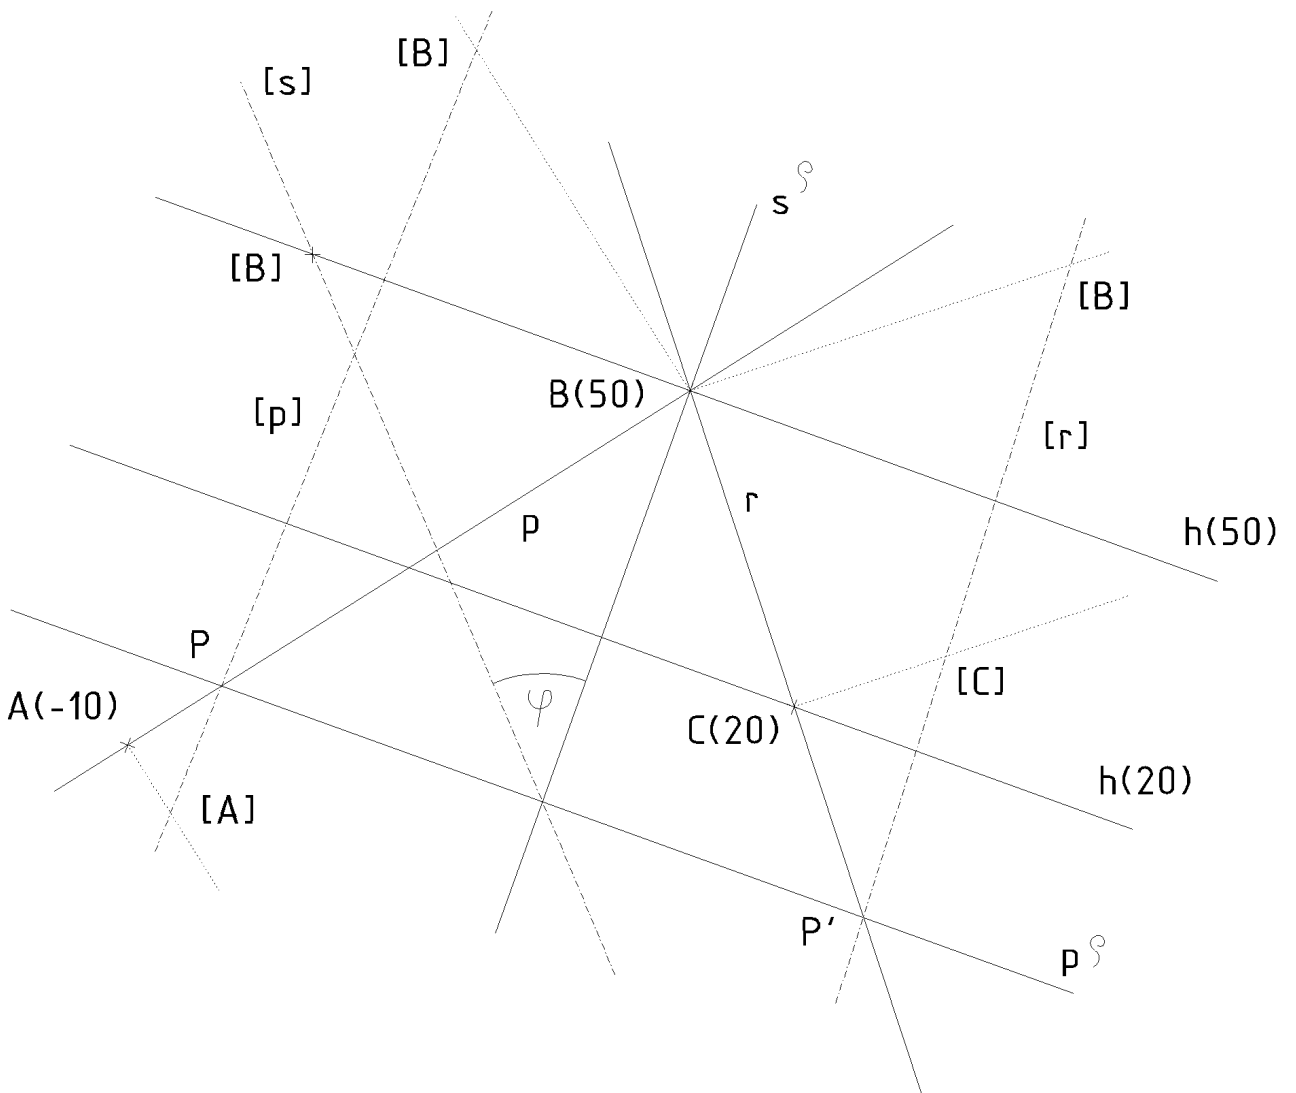 [B]
[s]
s ρ
[B]
[B]
B(50)
[p]
[r]
r
p
h(50)
P
φ
[C]
A(-10)
C(20)
h(20)
[A]
P′
p ρ